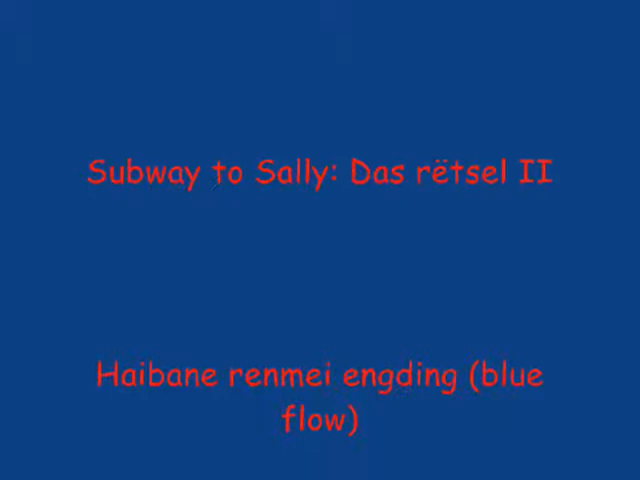 Subway to Sally: Das rëtsel II
Haibane renmei engding (blue
flow)